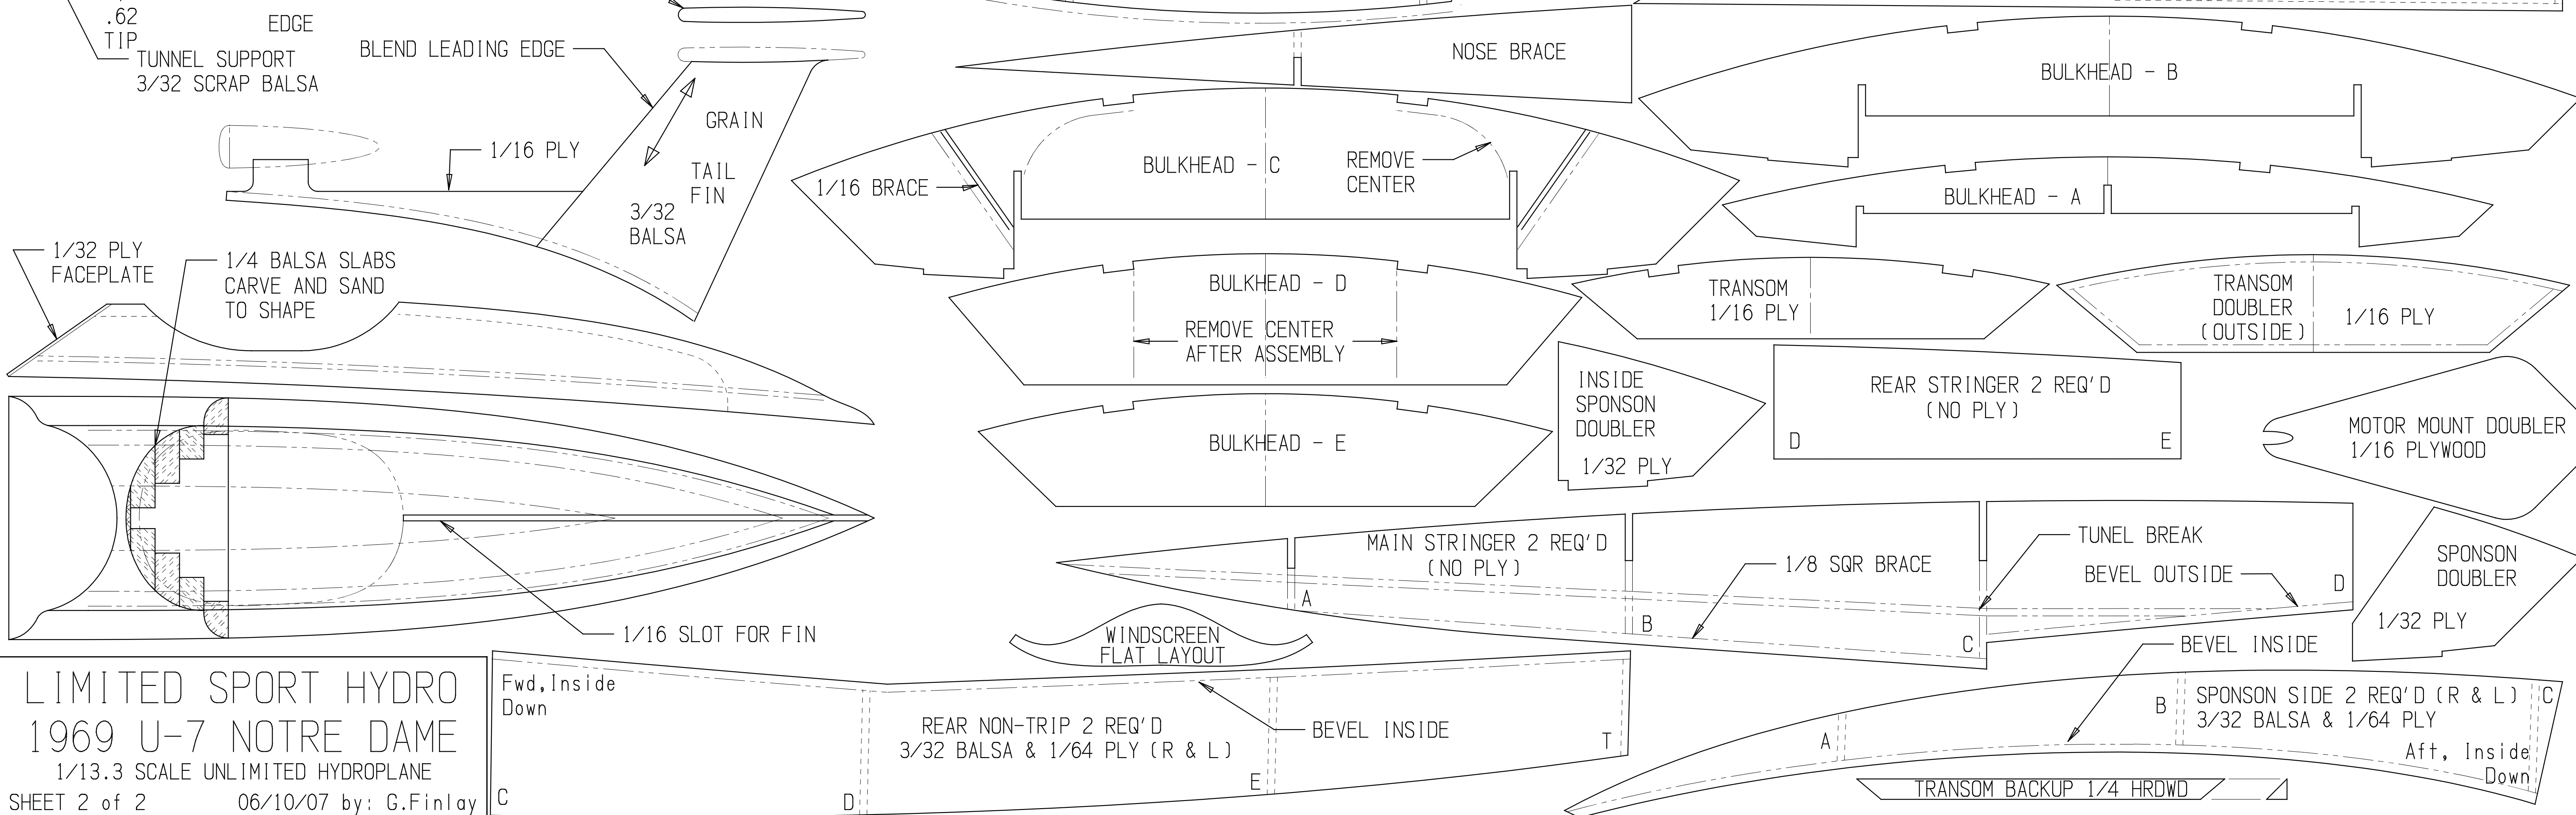 .62
TIP
EDGE
TUNNEL SUPPORT
3/32 SCRAP BALSA
BLEND LEADING EDGE
GRAIN
TAIL
FIN
3/32
BALSA
1/16 PLY
1/32 PLY
FACEPLATE
1/4 BALSA SLABS
CARVE AND SAND
TO SHAPE
1/16 SLOT FOR FIN
NOSE BRACE
BULKHEAD - C
REMOVE
CENTER
1/16 BRACE
BULKHEAD - B
BULKHEAD - A
BULKHEAD - D
REMOVE CENTER
AFTER ASSEMBLY
TRANSOM
1/16 PLY
TRANSOM
DOUBLER
(OUTSIDE)
1/16 PLY
BULKHEAD - E
INSIDE
SPONSON
DOUBLER
1/32 PLY
REAR STRINGER 2 REQ'D
(NO PLY)
D
E
MOTOR MOUNT DOUBLER
1/16 PLYWOOD
MAIN STRINGER 2 REQ'D
(NO PLY)
A
B
C
D
1/8 SQR BRACE
TUNEL BREAK
BEVEL OUTSIDE
SPONSON
DOUBLER
1/32 PLY
WINDSCREEN
FLAT LAYOUT
BEVEL INSIDE
LIMITED SPORT HYDRO
1969 U-7 NOTRE DAME
1/13.3 SCALE UNLIMITED HYDROPLANE
SHEET 2 of 2
06/10/07 by: G.Finlay
Fwd,Inside
Down
REAR NON-TRIP 2 REQ'D
3/32 BALSA & 1/64 PLY (R & L)
BEVEL INSIDE
C
D
E
T
SPONSON SIDE 2 REQ'D (R & L)
3/32 BALSA & 1/64 PLY
A
B
C
Aft, Inside
Down
TRANSOM BACKUP 1/4 HRDWD